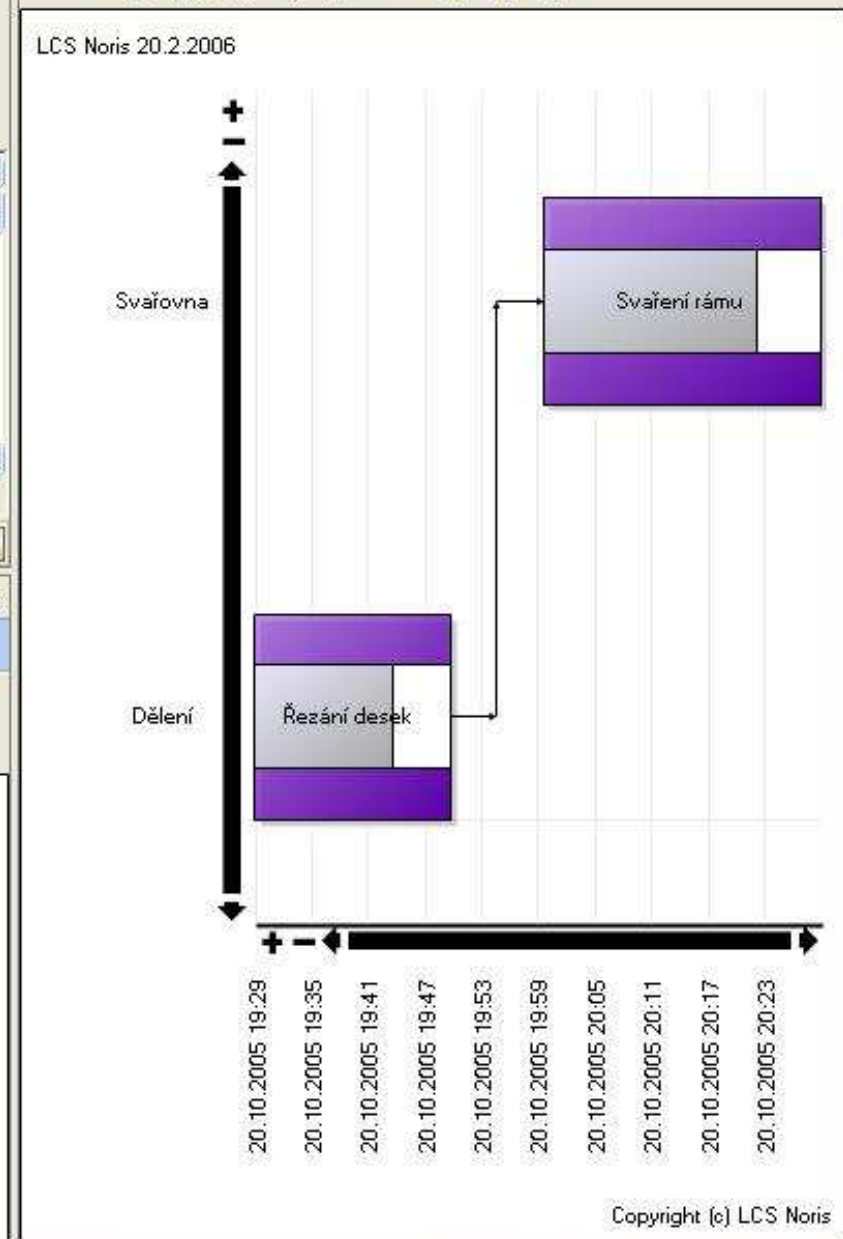 LCS Noris 20.2.2006
Svařovna
Svaření rámu
Dělení
Řezání desek
20.10.2005 19:29
20.10.2005 19:35
20.10.2005 19:41
20.10.2005 19:47
20.10.2005 19:53
20.10.2005 19:59
20.10.2005 20:05
20.10.2005 20:11
20.10.2005 20:17
20.10.2005 20:23
Copyright (c) LCS Noris